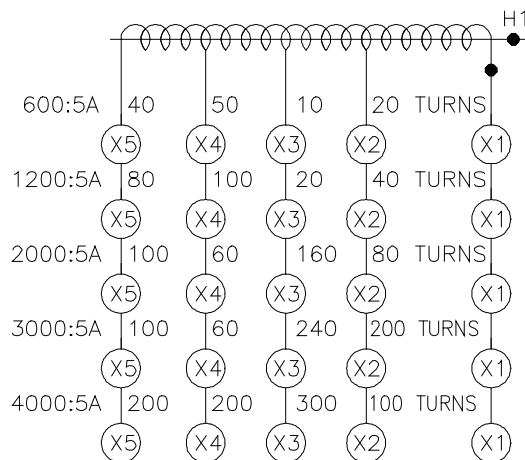 H1
600:5A 40 50 10 20 TURNS
X5 X4 X3 X2 X1
1200:5A 80 100 20 40 TURNS
X5 X4 X3 X2 X1
2000:5A 100 60 160 80 TURNS
X5 X4 X3 X2 X1
3000:5A 100 60 240 200 TURNS
X5 X4 X3 X2 X1
4000:5A 200 200 300 100 TURNS
X5 X4 X3 X2 X1